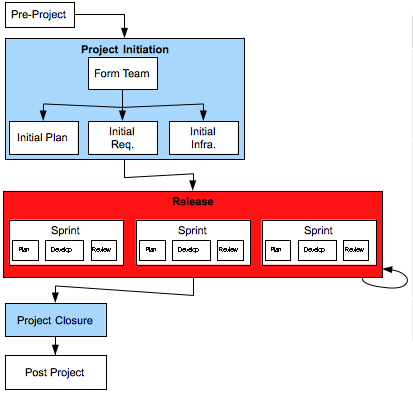 Pre-Project
Project Initiation
Form Team
Initial Plan
Initial
Req.
Initial
Infra.
Release
Sprint
Plan
Develop
Review
Sprint
Plan
Develop
Review
Sprint
Plan
Develop
Review
Project Closure
Post Project